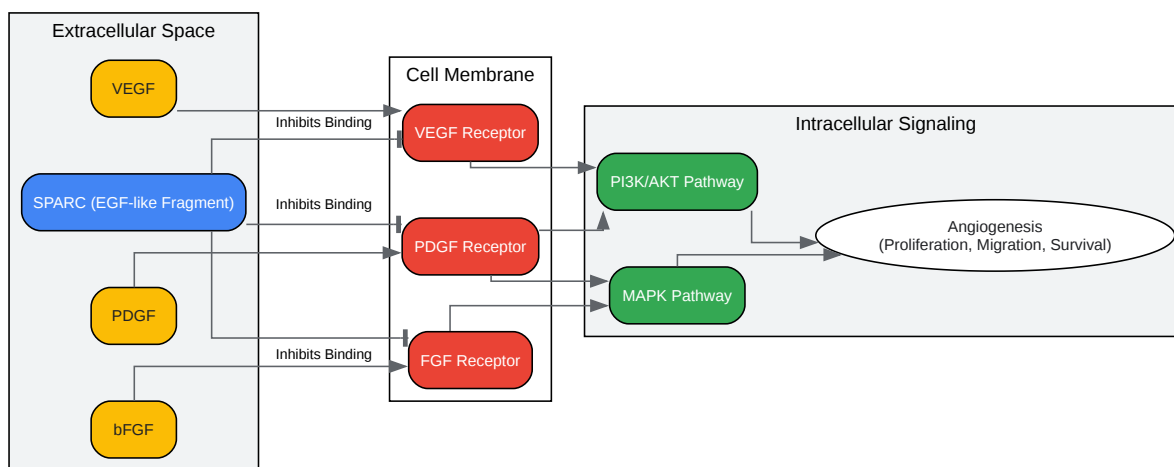 Extracellular Space
VEGF
SPARC (EGF-like Fragment)
PDGF
bFGF
Inhibits Binding
Inhibits Binding
Inhibits Binding
Cell Membrane
VEGF Receptor
PDGF Receptor
FGF Receptor
Intracellular Signaling
PI3K/AKT Pathway
MAPK Pathway
Angiogenesis
(Proliferation, Migration, Survival)